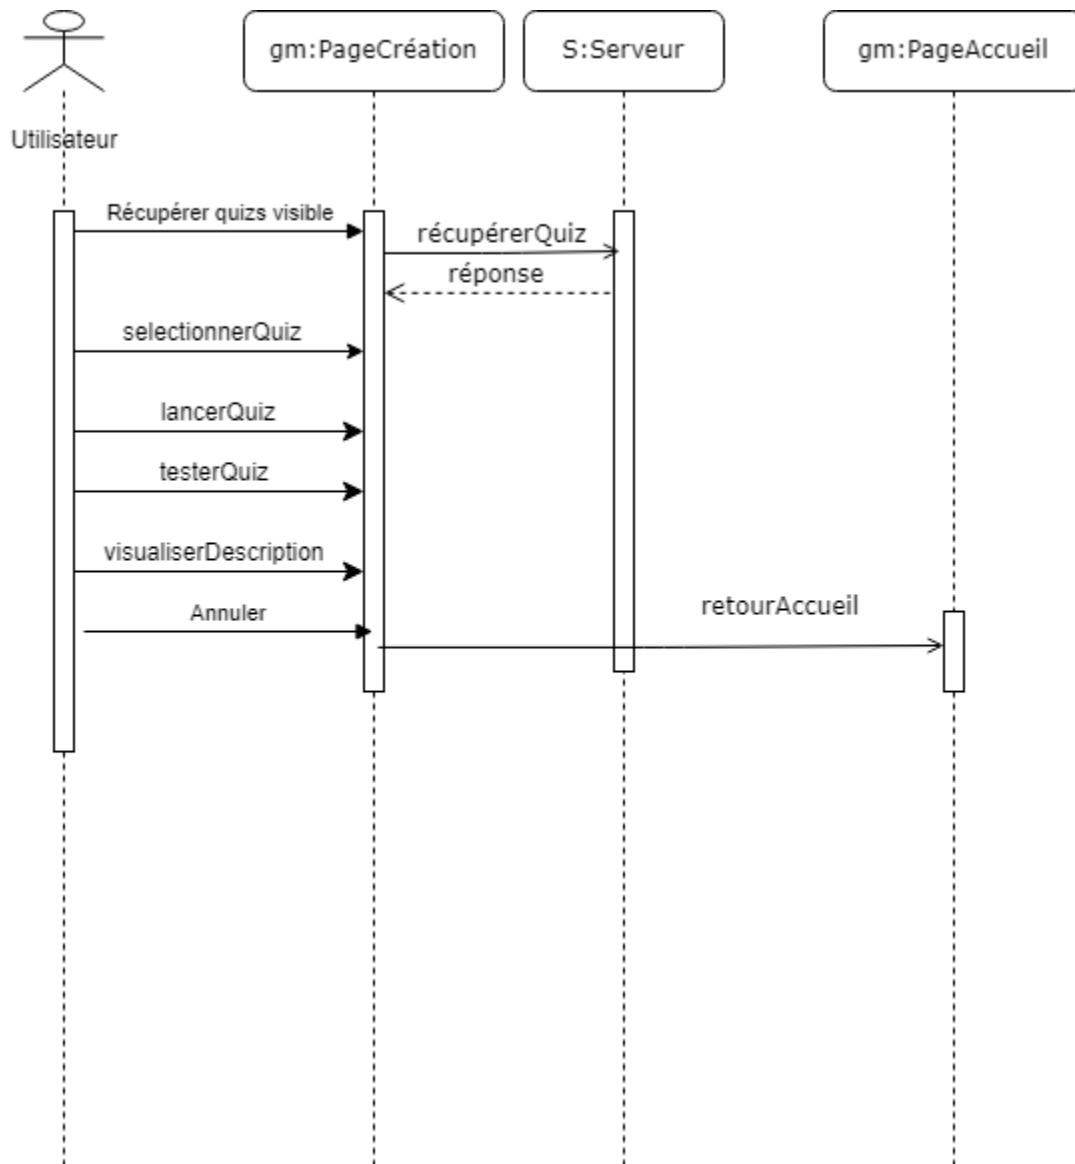 gm:PageCréation
S:Serveur
gm:PageAccueil
Utilisateur
Récupérer quizs visible
récupérerQuiz
réponse
selectionnerQuiz
lancerQuiz
testerQuiz
visualiserDescription
Annuler
retourAccueil